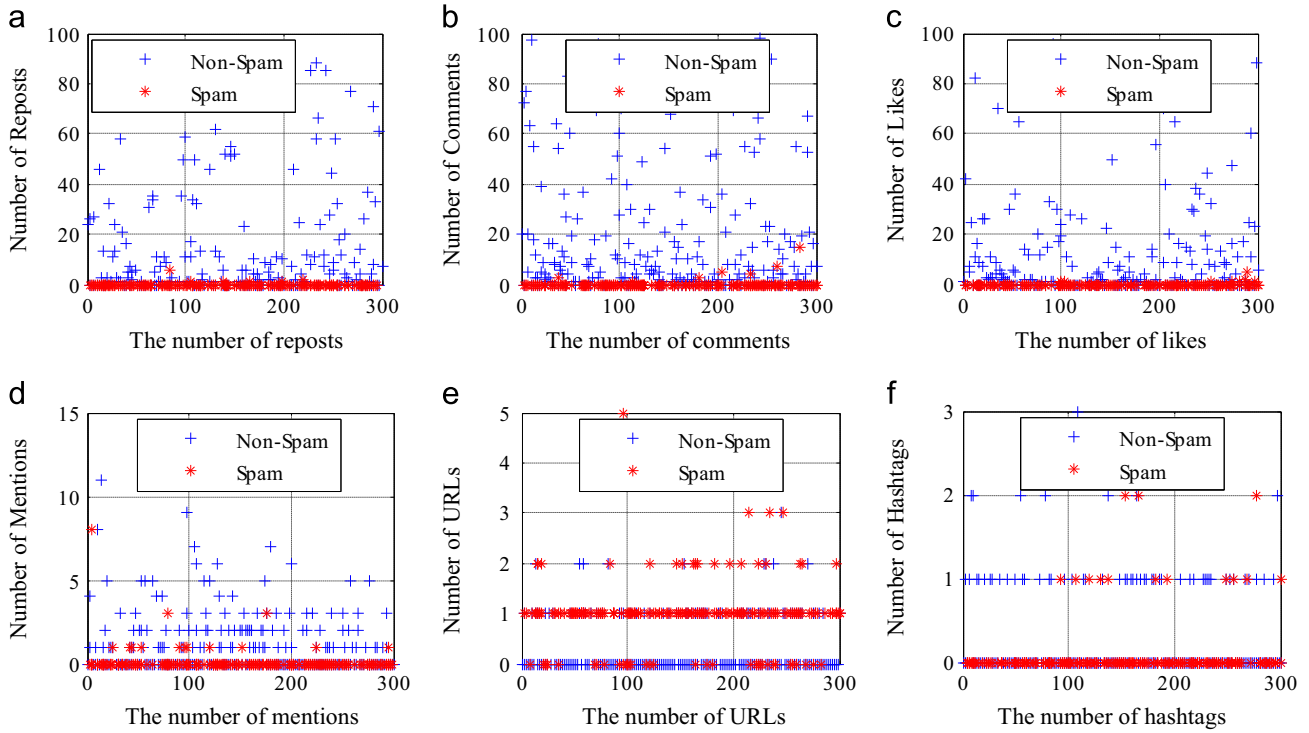 a
100
80
60
40
20
0
Number of Reposts
Non-Spam
Spam
0 100 200 300
The number of reposts
b
100
80
60
40
20
0
Number of Comments
Non-Spam
Spam
0 100 200 300
The number of comments
c
100
80
60
40
20
0
Number of Likes
Non-Spam
Spam
0 100 200 300
The number of likes
d
15
10
5
0
Number of Mentions
Non-Spam
Spam
0 100 200 300
The number of mentions
e
5
4
3
2
1
0
Number of URLs
Non-Spam
Spam
0 100 200 300
The number of URLs
f
3
2
1
0
Number of Hashtags
Non-Spam
Spam
0 100 200 300
The number of hashtags